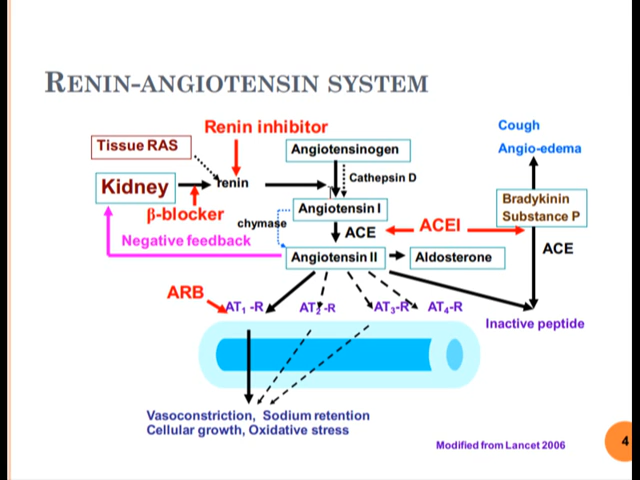 RENIN-ANGIOTENSIN SYSTEM
Renin inhibitor
Cough
Angio-edema
Tissue RAS
Angiotensinogen
Cathepsin D
Kidney
renin
Bradykinin
Substance P
β-blocker
chymase
Angiotensin I
ACE
ACEI
Negative feedback
ACE
Angiotensin II
Aldosterone
ARB
AT1 -R
AT2 -R
AT3-R
AT4-R
Inactive peptide
Vasoconstriction, Sodium retention
Cellular growth, Oxidative stress
Modified from Lancet 2006
4